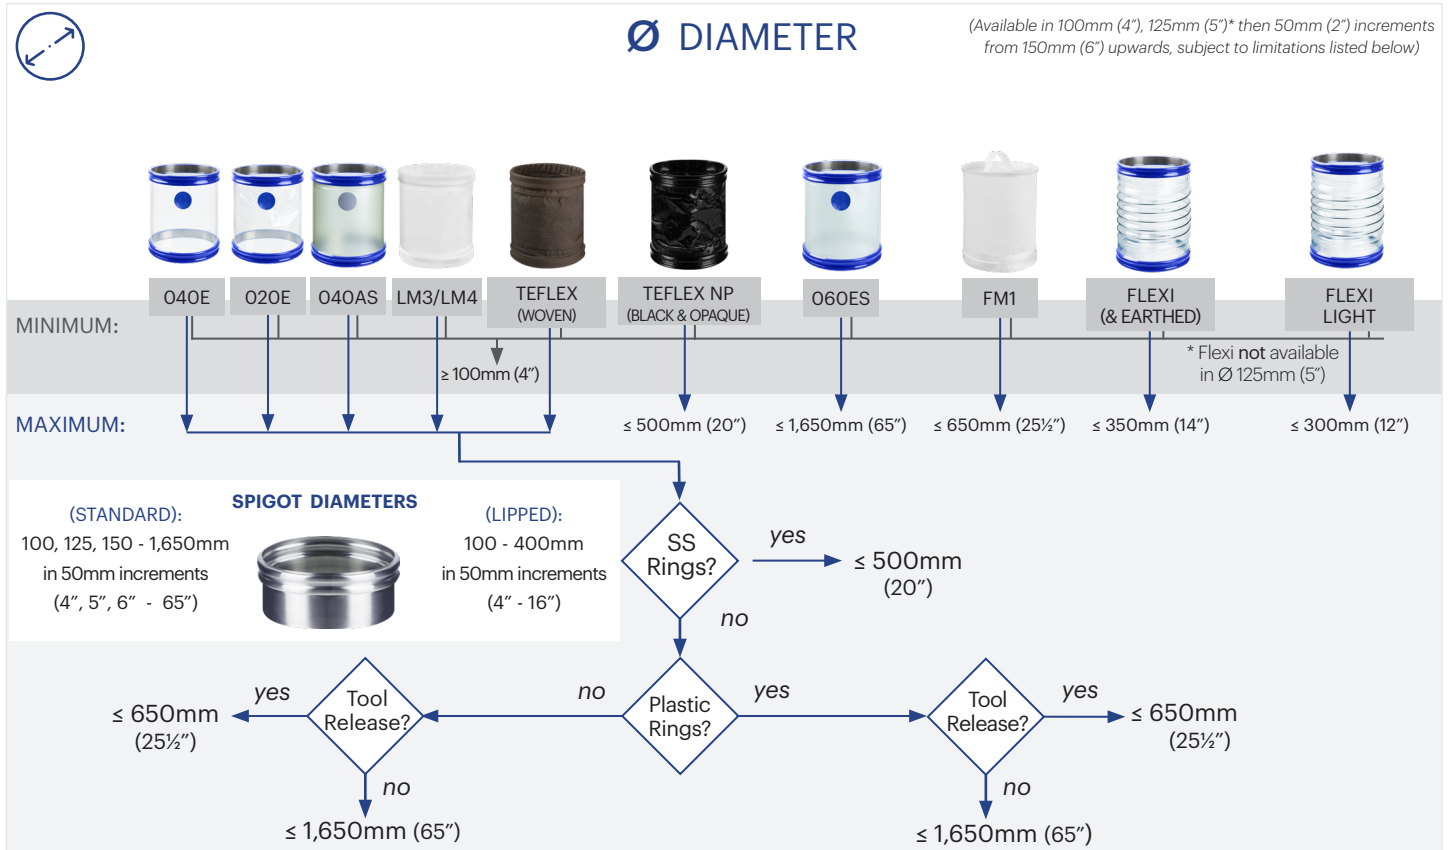 Ø DIAMETER
(Available in 100mm (4”), 125mm (5”)* then 50mm (2”) increments
from 150mm (6”) upwards, subject to limitations listed below)
040E
020E
040AS
LM3/LM4
TEFLEX
(WOVEN)
TEFLEX NP
(BLACK & OPAQUE)
060ES
FM1
FLEXI
(& EARTHED)
FLEXI
LIGHT
MINIMUM:
≥ 100mm (4”)
* Flexi not available
in Ø 125mm (5”)
MAXIMUM:
≤ 500mm (20”)
≤ 1,650mm (65”)
≤ 650mm (25½”)
≤ 350mm (14”)
≤ 300mm (12”)
SPIGOT DIAMETERS
(STANDARD):
100, 125, 150 - 1,650mm
in 50mm increments
(4”, 5”, 6” - 65”)
(LIPPED):
100 - 400mm
in 50mm increments
(4” - 16”)
SS
Rings?
yes
≤ 500mm
(20”)
no
Plastic
Rings?
no
yes
Tool
Release?
yes
≤ 650mm
(25½”)
no
≤ 1,650mm (65”)
Tool
Release?
yes
≤ 650mm
(25½”)
no
≤ 1,650mm (65”)